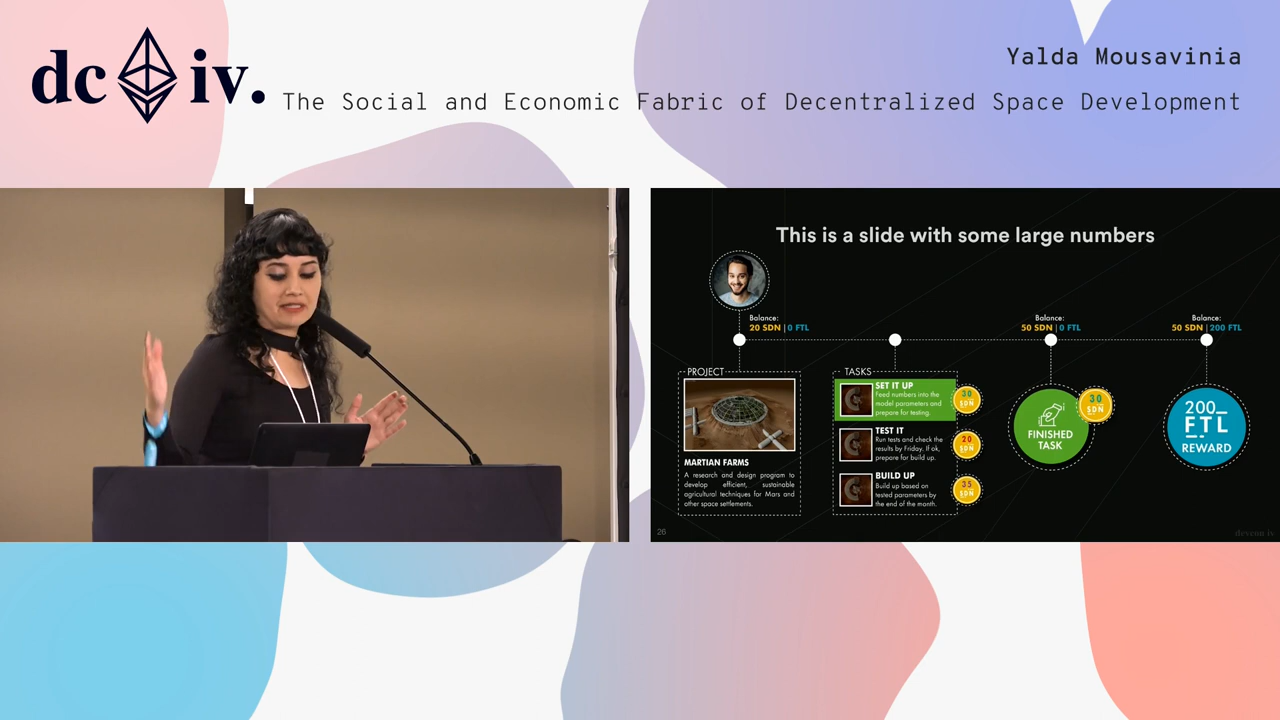 dc iv.
Yalda Mousavinia
The Social and Economic Fabric of Decentralized Space Development
This is a slide with some large numbers
Balance:
20 SDN | 0 FTL
Balance:
50 SDN | 0 FTL
Balance:
50 SDN | 200 FTL
PROJECT
MARTIAN FARMS
A research and design program to
develop efficient, sustainable
agricultural techniques for Mars and
other space settlements.
TASKS
SET IT UP
Feed numbers into the
model parameters and
prepare for testing.
30
SDN
TEST IT
Run tests and check the
results by Friday. If ok,
prepare for build up.
20
SDN
BUILD UP
Build up based on
tested parameters by
the end of the month.
35
SDN
30
SDN
FINISHED
TASK
200
FTL
REWARD
26
devcon iv